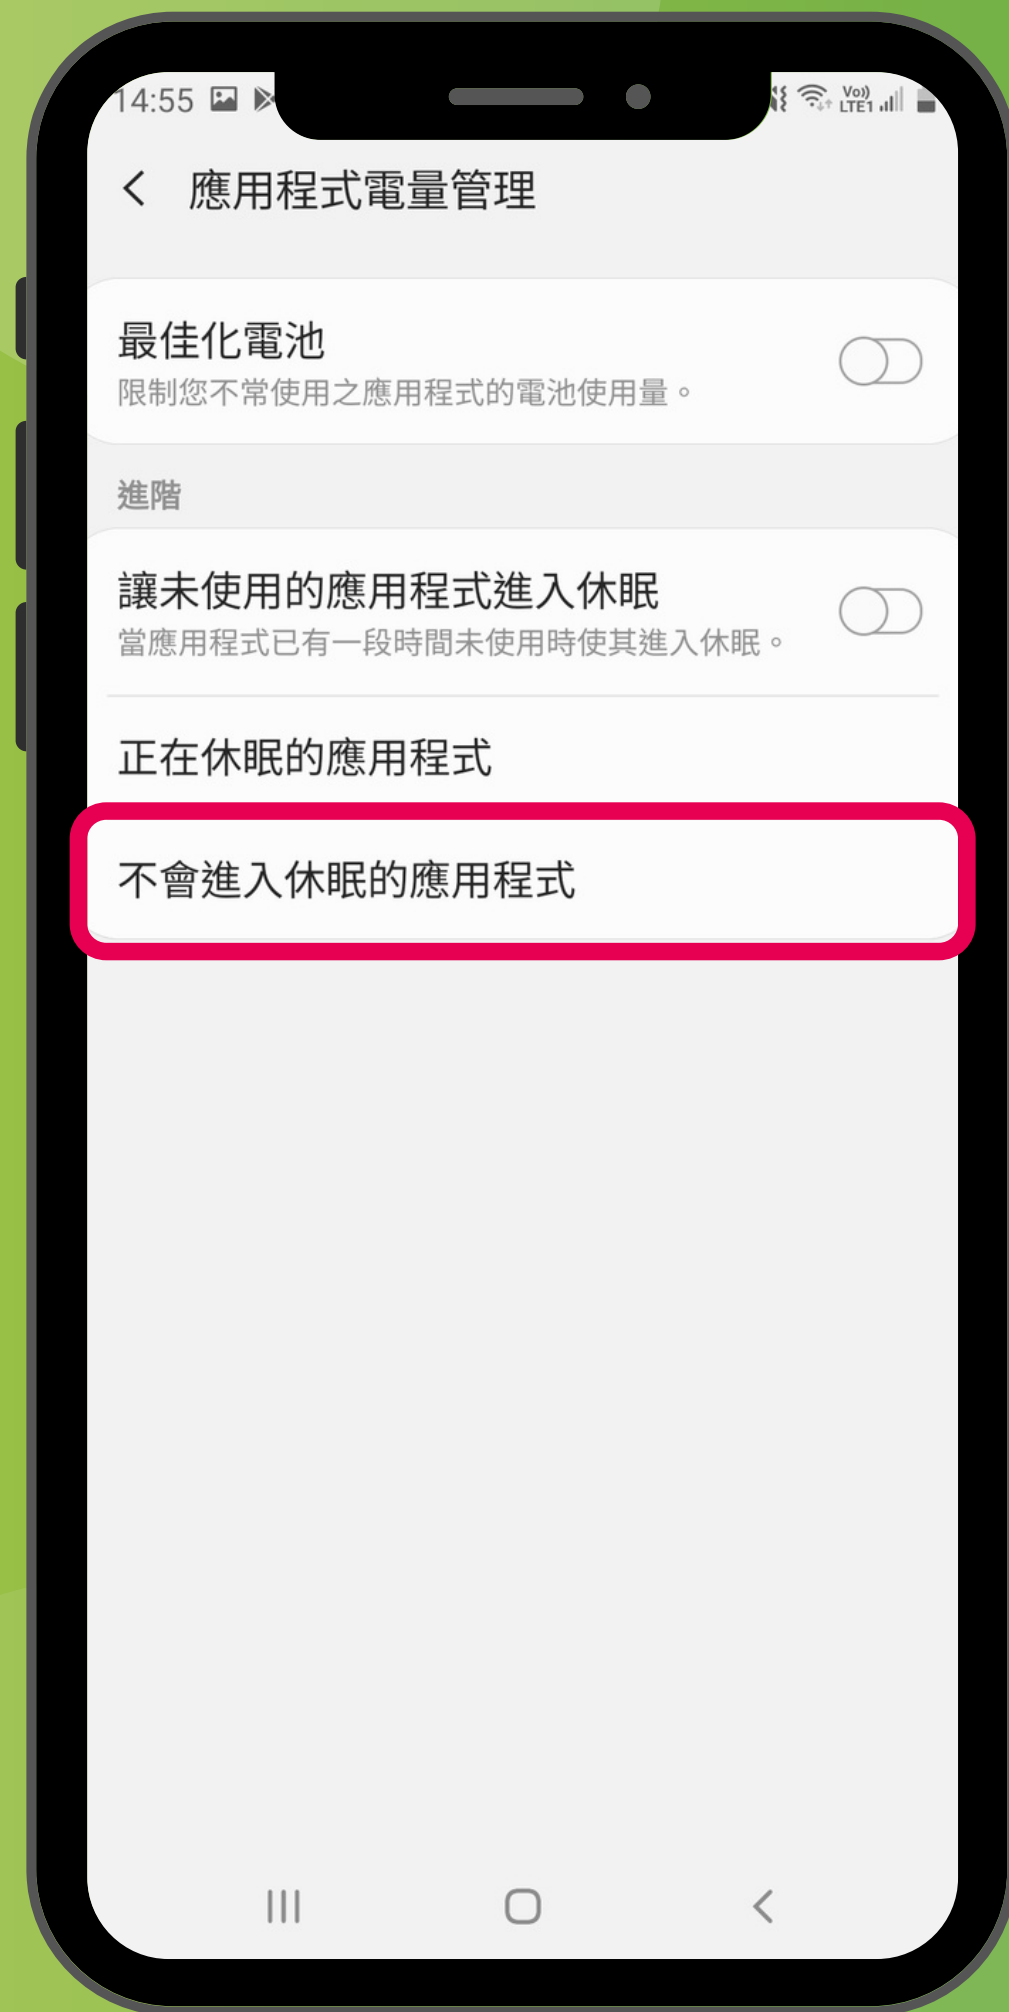 14:55
Vo))
LTE1
應用程式電量管理
最佳化電池
限制您不常使用之應用程式的電池使用量。
進階
讓未使用的應用程式進入休眠
當應用程式已有一段時間未使用時使其進入休眠。
正在休眠的應用程式
不會進入休眠的應用程式